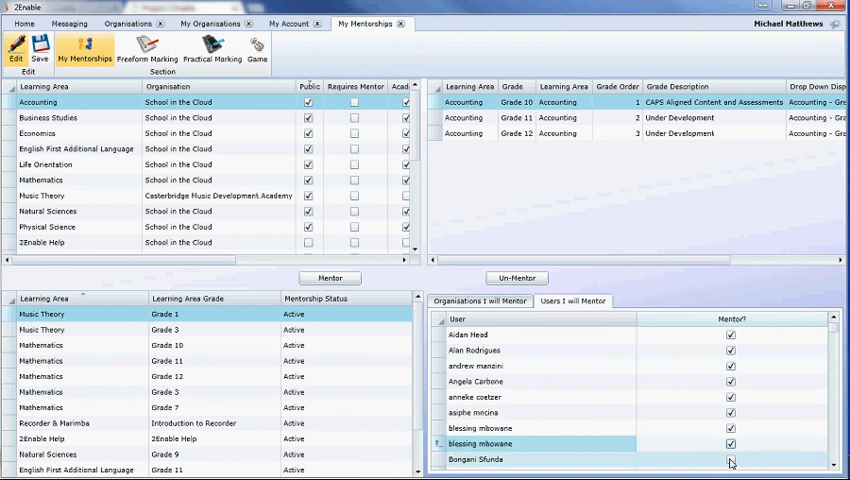 2Enable
Home Messaging Organisations My Organisations My Account My Mentorships Michael Matthews
Edit Save My Mentorships Freeform Marking Practical Marking Game
Edit Section
Learning Area Organisation Public Requires Mentor Acad
Accounting School in the Cloud
Business Studies School in the Cloud
Economics School in the Cloud
English First Additional Language School in the Cloud
Life Orientation School in the Cloud
Mathematics School in the Cloud
Music Theory Casterbridge Music Development Academy
Natural Sciences School in the Cloud
Physical Science School in the Cloud
2Enable Help School in the Cloud
Learning Area Grade Learning Area Grade Order Grade Description Drop Down Disp
Accounting Grade 10 Accounting 1 CAPS Aligned Content and Assessments Accounting - Gra
Accounting Grade 11 Accounting 2 Under Development Accounting - Gra
Accounting Grade 12 Accounting 3 Under Development Accounting - Gra
Mentor Un-Mentor
Learning Area Learning Area Grade Mentorship Status
Music Theory Grade 1 Active
Music Theory Grade 3 Active
Mathematics Grade 10 Active
Mathematics Grade 11 Active
Mathematics Grade 12 Active
Mathematics Grade 3 Active
Mathematics Grade 7 Active
Recorder & Marimba Introduction to Recorder Active
2Enable Help 2Enable Help Active
Natural Sciences Grade 9 Active
English First Additional Language Grade 11 Active
Organisations I will Mentor Users I will Mentor
User Mentor?
Aidan Head
Alan Rodrigues
andrew manzini
Angela Carbone
anneke coetzer
asiphe mncina
blessing mbowane
blessing mbowane
Bongani Sfunda